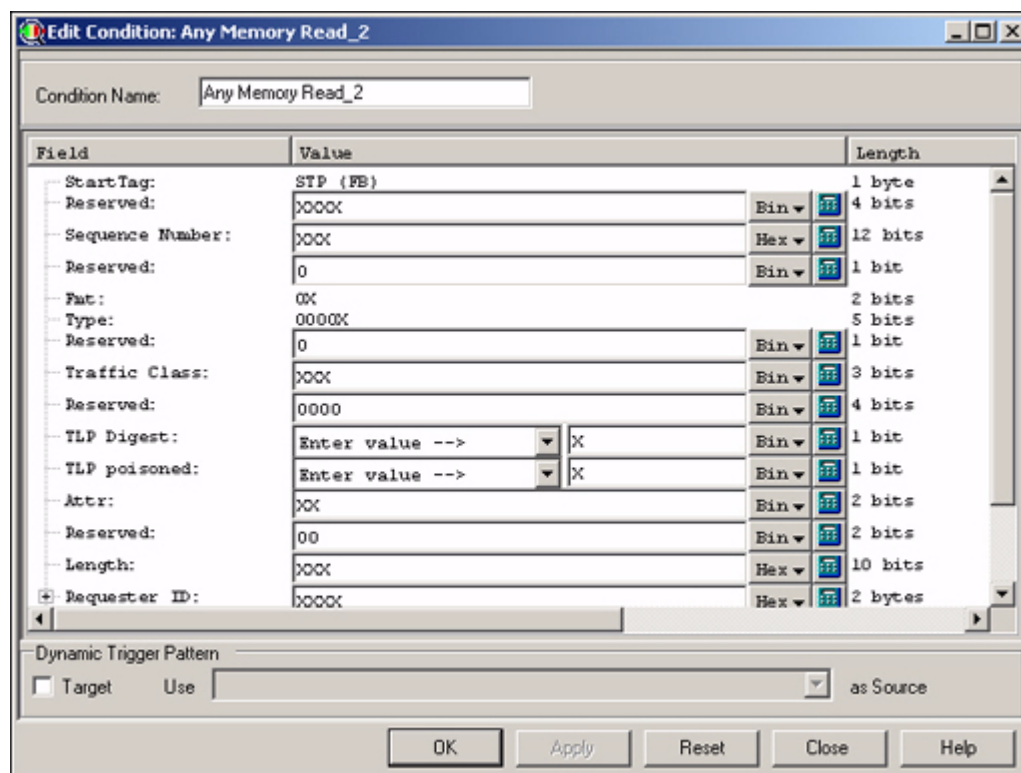 Edit Condition: Any Memory Read_2
Condition Name: Any Memory Read_2
Field Value Length
StartTag: STP (FB) 1 byte
Reserved: XXXX Bin 4 bits
Sequence Number: XXX Hex 12 bits
Reserved: 0 Bin 1 bit
Fmt: 0X 2 bits
Type: 0000X 5 bits
Reserved: 0 Bin 1 bit
Traffic Class: XXX Bin 3 bits
Reserved: 0000 Bin 4 bits
TLP Digest: Enter value --> X Bin 1 bit
TLP poisoned: Enter value --> X Bin 1 bit
Attr: XX Bin 2 bits
Reserved: 00 Bin 2 bits
Length: XXX Hex 10 bits
Requester ID: XXXX Hex 2 bytes
Dynamic Trigger Pattern
Target Use as Source
OK Apply Reset Close Help